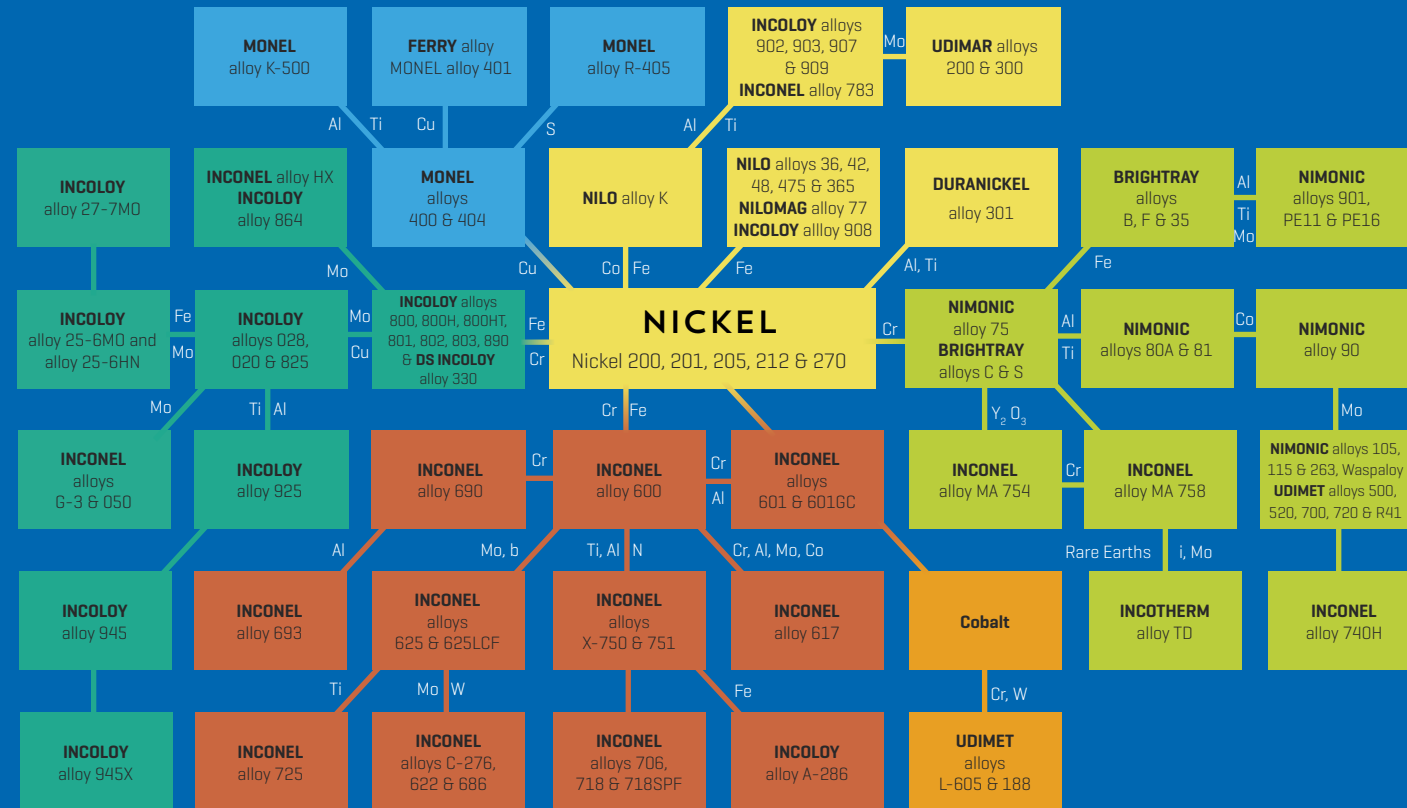 MONEL
alloy K-500
FERRY alloy
MONEL alloy 401
MONEL
alloy R-405
INCOLOY alloys
902, 903, 907
& 909
INCONEL alloy 783
Mo
UDIMAR alloys
200 & 300
Al Ti
Cu
S
Al Ti
INCOLOY
alloy 27-7MO
INCONEL alloy HX
INCOLOY
alloy 864
MONEL
alloys
400 & 404
NILO alloy K
NILO alloys 36, 42,
48, 475 & 365
NILOMAG alloy 77
INCOLOY allloy 908
DURANICKEL
alloy 301
BRIGHTRAY
alloys
B, F & 35
Al
Ti
Mo
NIMONIC
alloys 901,
PE11 & PE16
Mo
Cu
Co Fe
Fe
Al, Ti
Fe
INCOLOY
alloy 25-6MO and
alloy 25-6HN
Fe
Mo
INCOLOY
alloys 028,
020 & 825
Mo
Cu
INCOLOY alloys
800, 800H, 800HT,
801, 802, 803, 890
& DS INCOLOY
alloy 330
Fe
Cr
NICKEL
Nickel 200, 201, 205, 212 & 270
Cr
NIMONIC
alloy 75
BRIGHTRAY
alloys C & S
Al
Ti
NIMONIC
alloys 80A & 81
Co
NIMONIC
alloy 90
Mo
Ti Al
Cr Fe
Y2 O3
Mo
INCONEL
alloys
G-3 & 050
INCOLOY
alloy 925
INCONEL
alloy 690
Cr
INCONEL
alloy 600
Cr
Al
INCONEL
alloys
601 & 601GC
INCONEL
alloy MA 754
Cr
INCONEL
alloy MA 758
NIMONIC alloys 105,
115 & 263, Waspaloy
UDIMET alloys 500,
520, 700, 720 & R41
Al
Mo, b
Ti, Al N
Cr, Al, Mo, Co
Rare Earths i, Mo
INCOLOY
alloy 945
INCONEL
alloy 693
INCONEL
alloys
625 & 625LCF
INCONEL
alloys
X-750 & 751
INCONEL
alloy 617
Cobalt
INCOTHERM
alloy TD
INCONEL
alloy 740H
Ti
Mo W
Fe
Cr, W
INCOLOY
alloy 945X
INCONEL
alloy 725
INCONEL
alloys C-276,
622 & 686
INCONEL
alloys 706,
718 & 718SPF
INCOLOY
alloy A-286
UDIMET
alloys
L-605 & 188